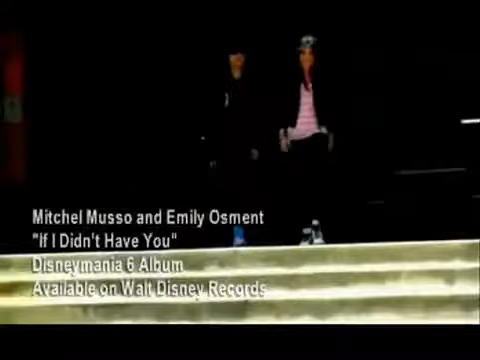 Mitchel Musso and Emily Osment
"If I Didn't Have You"
Disneymania 6 Album
Available on Walt Disney Records